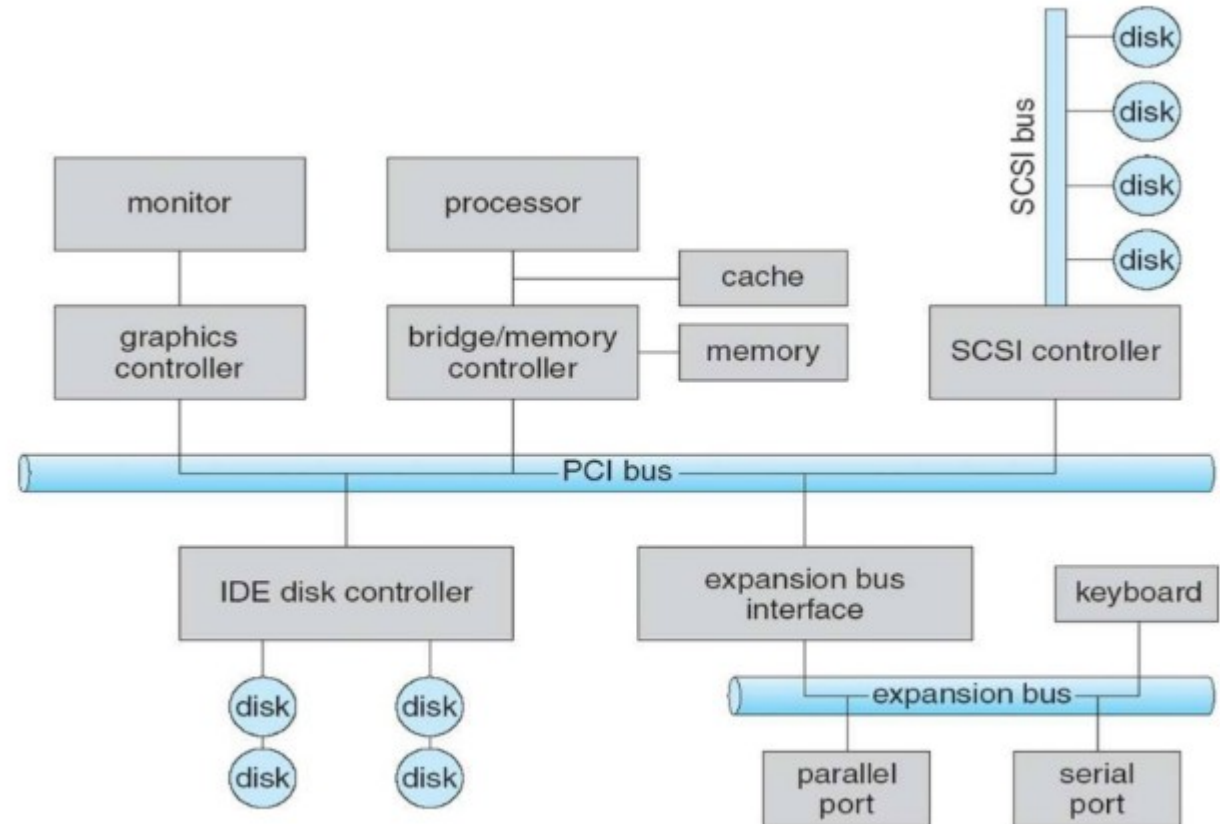 disk
disk
disk
disk
SCSI bus
monitor
processor
cache
graphics
controller
bridge/memory
controller
memory
SCSI controller
PCI bus
IDE disk controller
expansion bus
interface
keyboard
disk
disk
expansion bus
disk
disk
parallel
port
serial
port